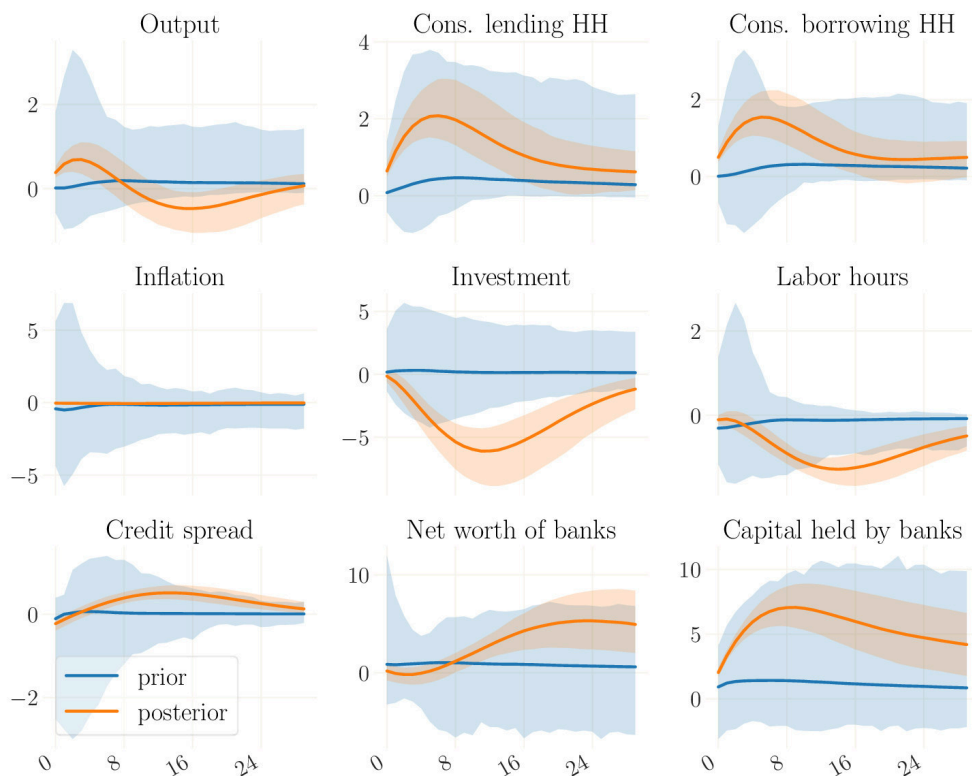 Output
Cons. lending HH
Cons. borrowing HH
2
0
4
2
0
2
0
Inflation
Investment
Labor hours
5
0
−5
5
0
−5
2
0
Credit spread
Net worth of banks
Capital held by banks
0
−2
prior
posterior
10
0
10
5
0
0 8 16 24
0 8 16 24
0 8 16 24